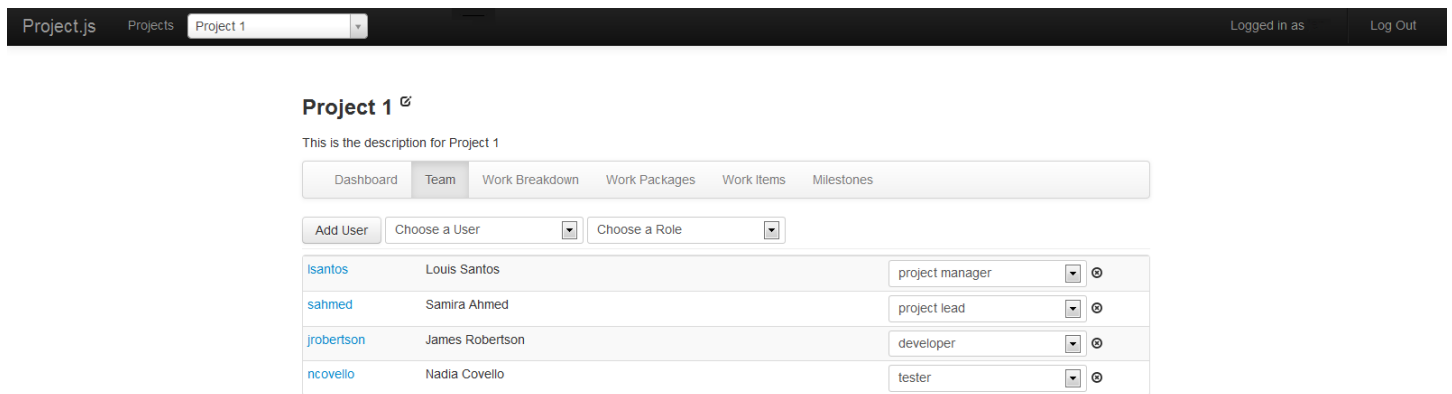 Project.js Projects Project 1 Logged in as Log Out
Project 1
This is the description for Project 1
Dashboard Team Work Breakdown Work Packages Work Items Milestones
Add User Choose a User Choose a Role
lsantos Louis Santos project manager
sahmed Samira Ahmed project lead
jrobertson James Robertson developer
ncovello Nadia Covello tester